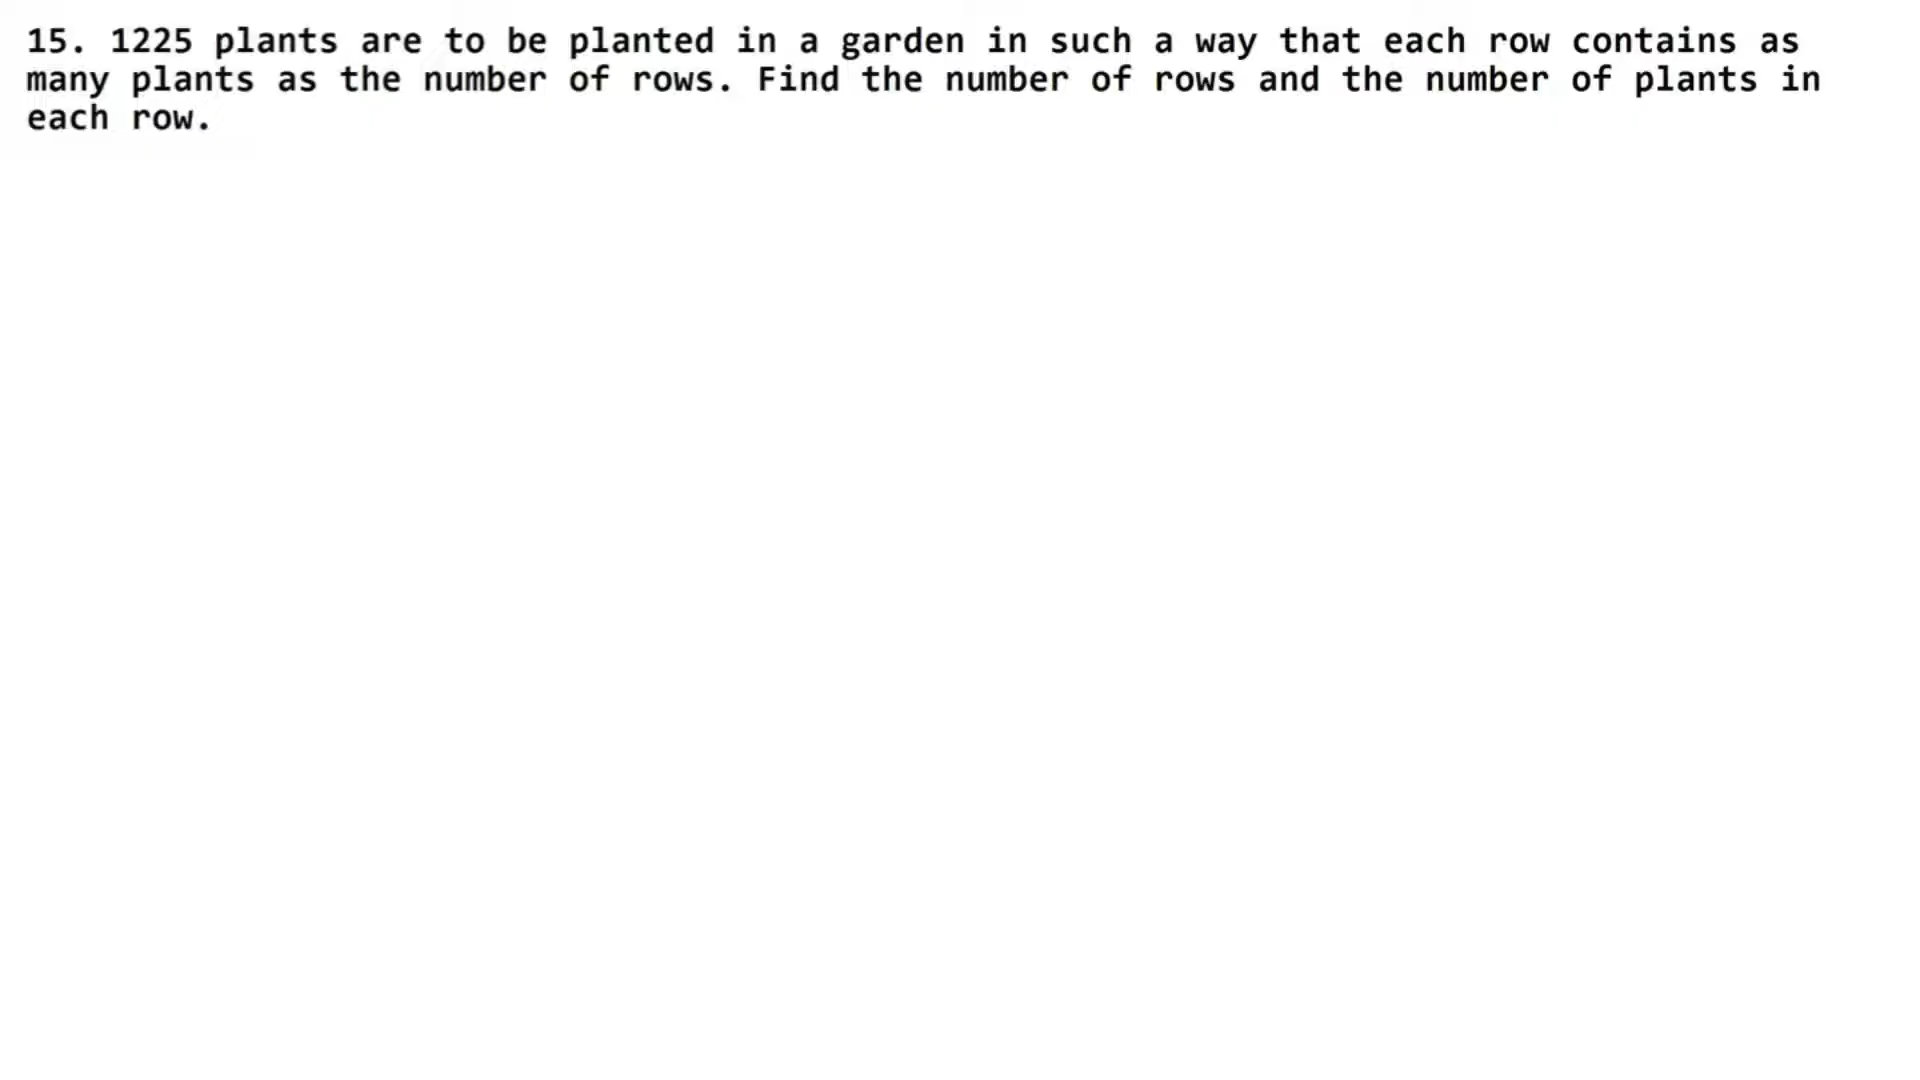 15. 1225 plants are to be planted in a garden in such a way that each row contains as
many plants as the number of rows. Find the number of rows and the number of plants in
each row.